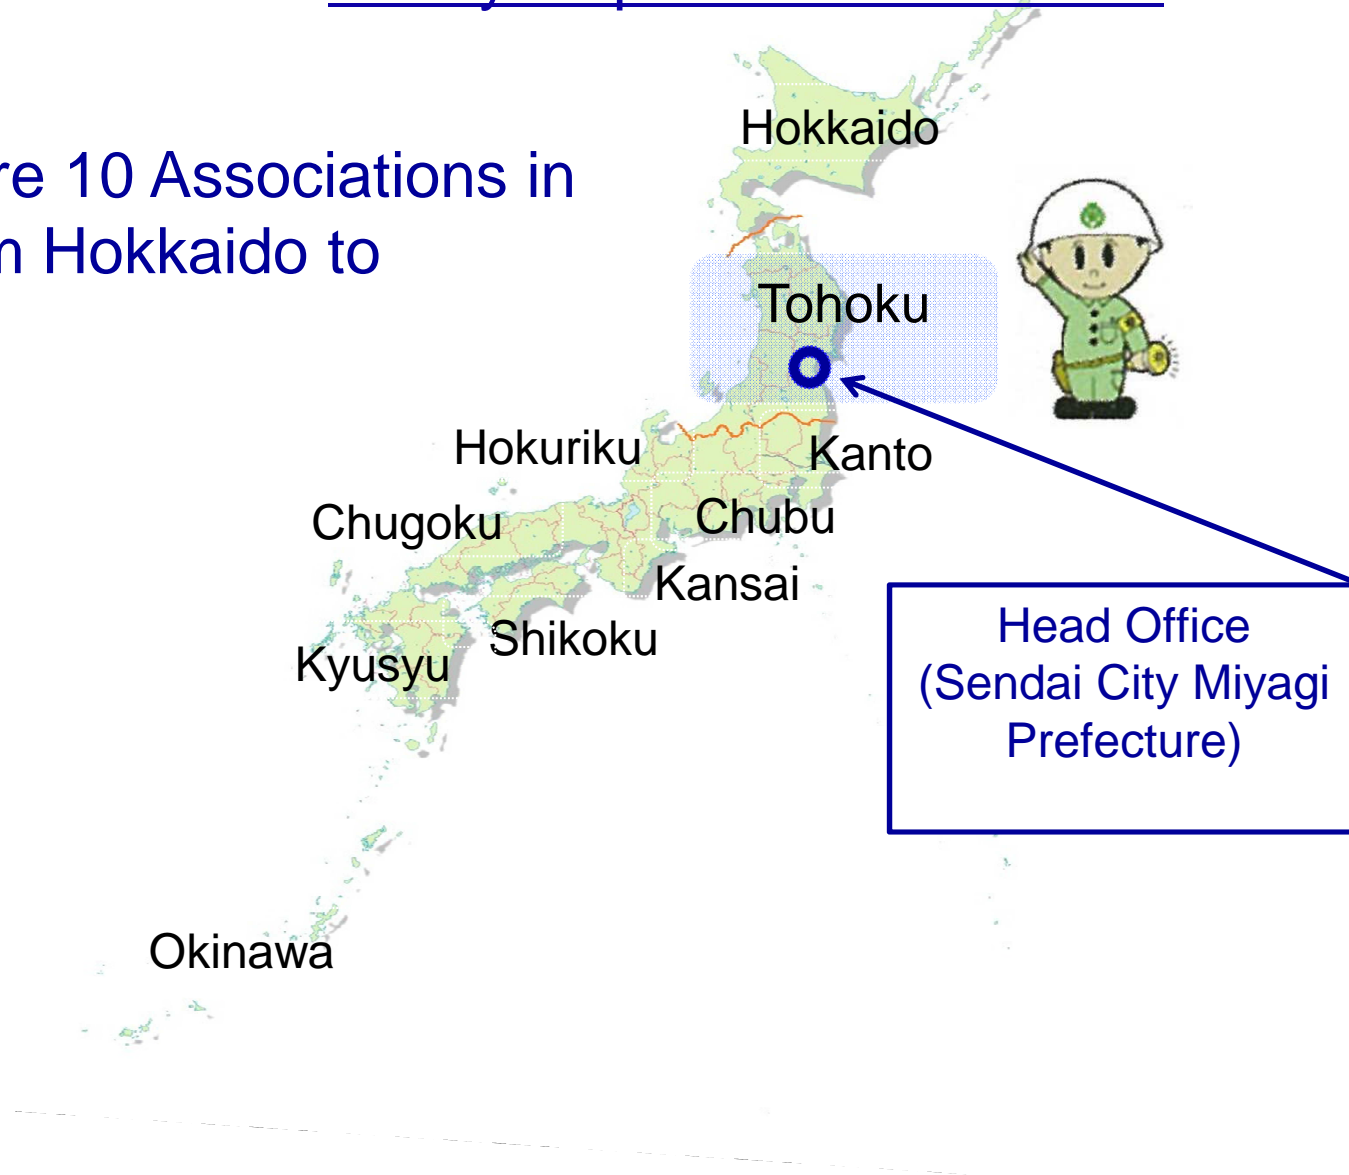 Hokkaido
re 10 Associations in
m Hokkaido to
Tohoku
Hokuriku
Kanto
Chugoku
Chubu
Kansai
Shikoku
Kyusyu
Head Office
(Sendai City Miyagi
Prefecture)
Okinawa